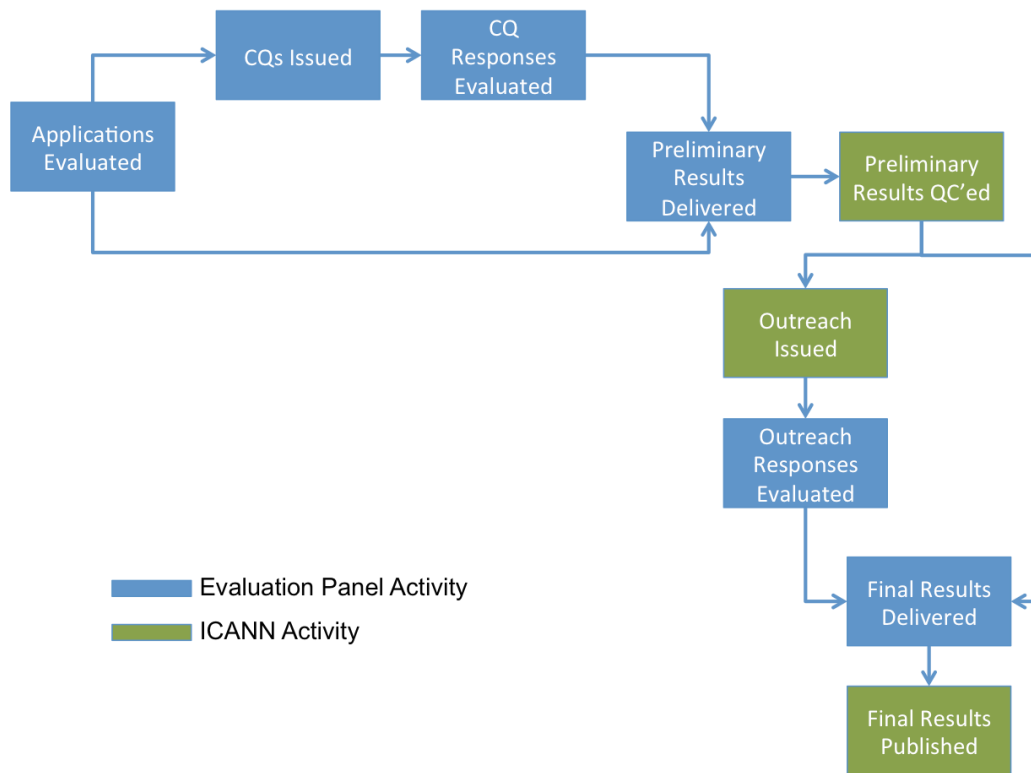 CQs Issued
CQ
Responses
Evaluated
Applications
Evaluated
Preliminary
Results
Delivered
Preliminary
Results QC’ed
Outreach
Issued
Outreach
Responses
Evaluated
Evaluation Panel Activity
ICANN Activity
Final Results
Delivered
Final Results
Published